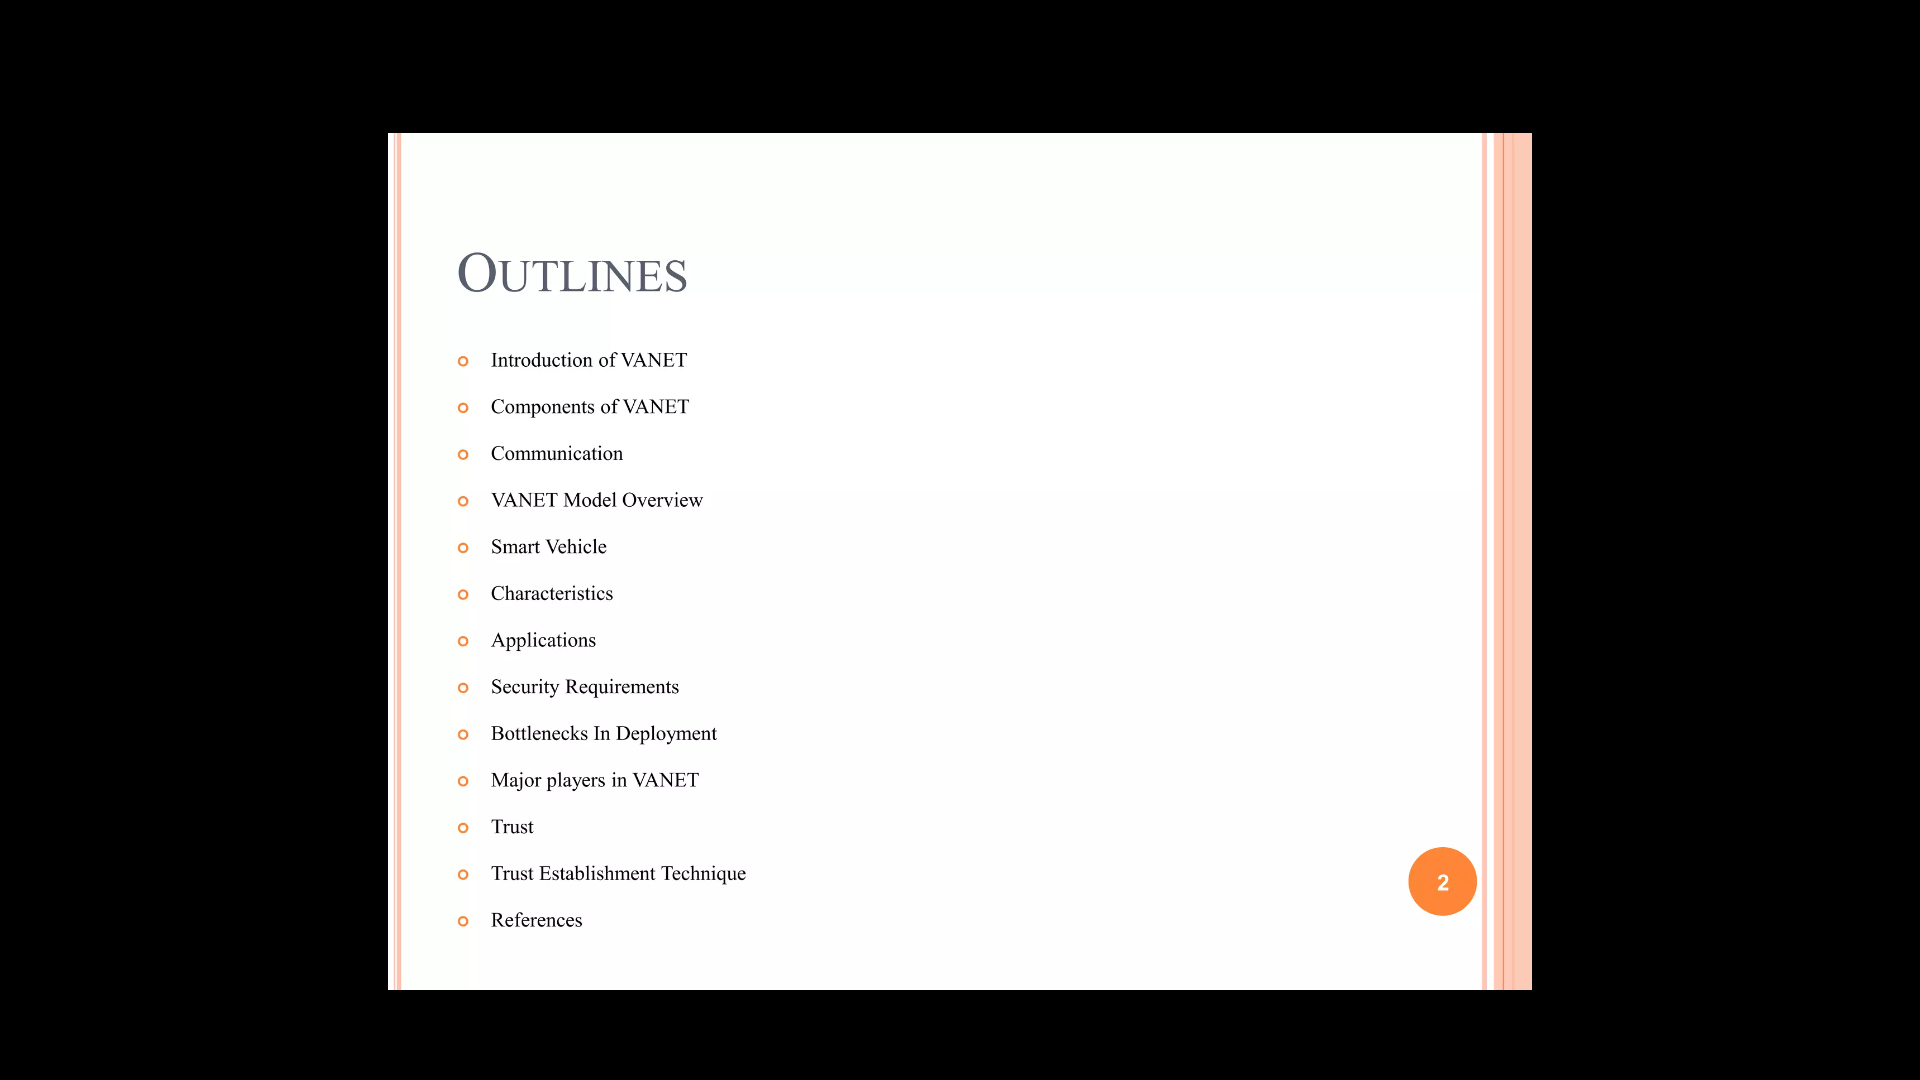 OUTLINES
Introduction of VANET
Components of VANET
Communication
VANET Model Overview
Smart Vehicle
Characteristics
Applications
Security Requirements
Bottlenecks In Deployment
Major players in VANET
Trust
Trust Establishment Technique
References
2